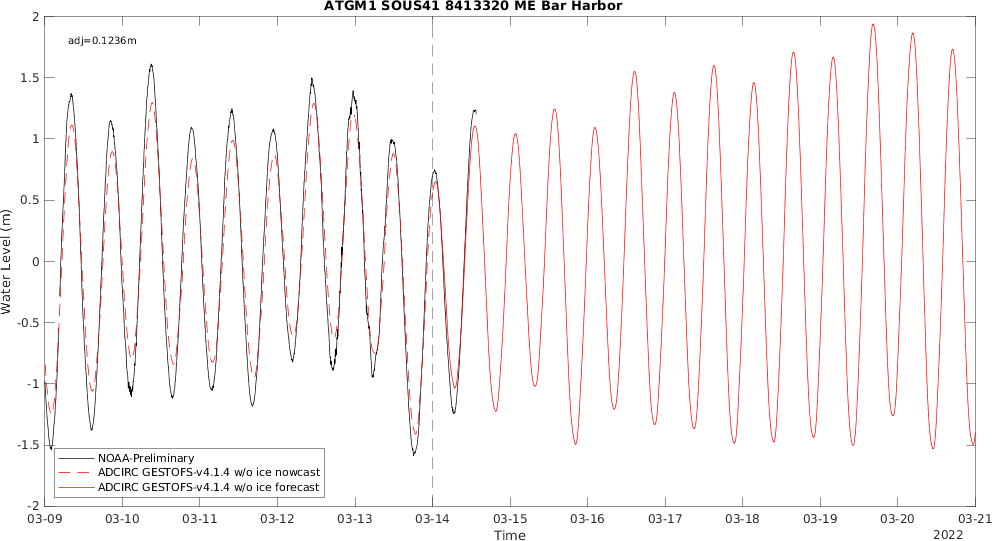 ATGM1 SOUS41 8413320 ME Bar Harbor
adj=0.1236m
Water Level (m)
2
1.5
1
0.5
0
-0.5
-1
-1.5
-2
NOAA-Preliminary
ADCIRC GESTOFS-v4.1.4 w/o ice nowcast
ADCIRC GESTOFS-v4.1.4 w/o ice forecast
03-09 03-10 03-11 03-12 03-13 03-14 03-15 03-16 03-17 03-18 03-19 03-20 03-21
Time
2022